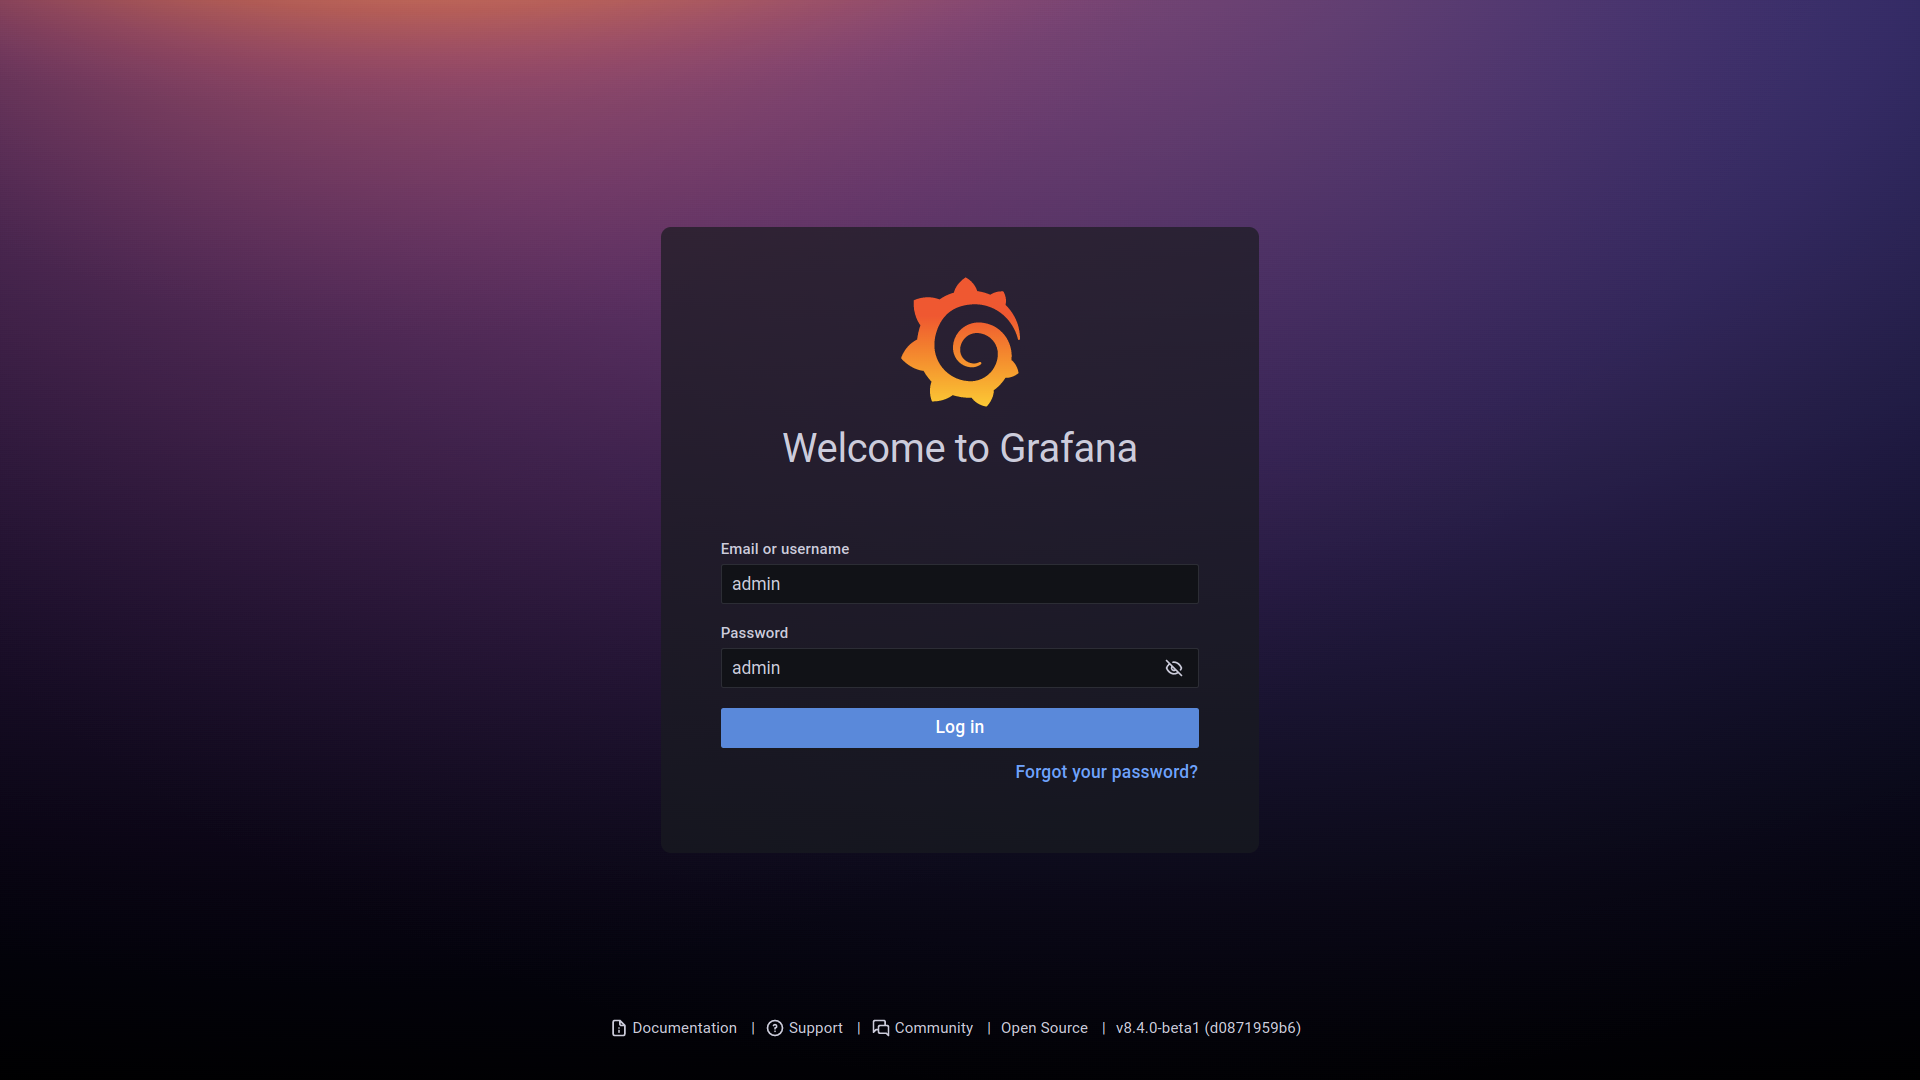 Welcome to Grafana
Email or username
admin
Password
admin
Log in
Forgot your password?
Documentation | Support | Community | Open Source | v8.4.0-beta1 (d0871959b6)